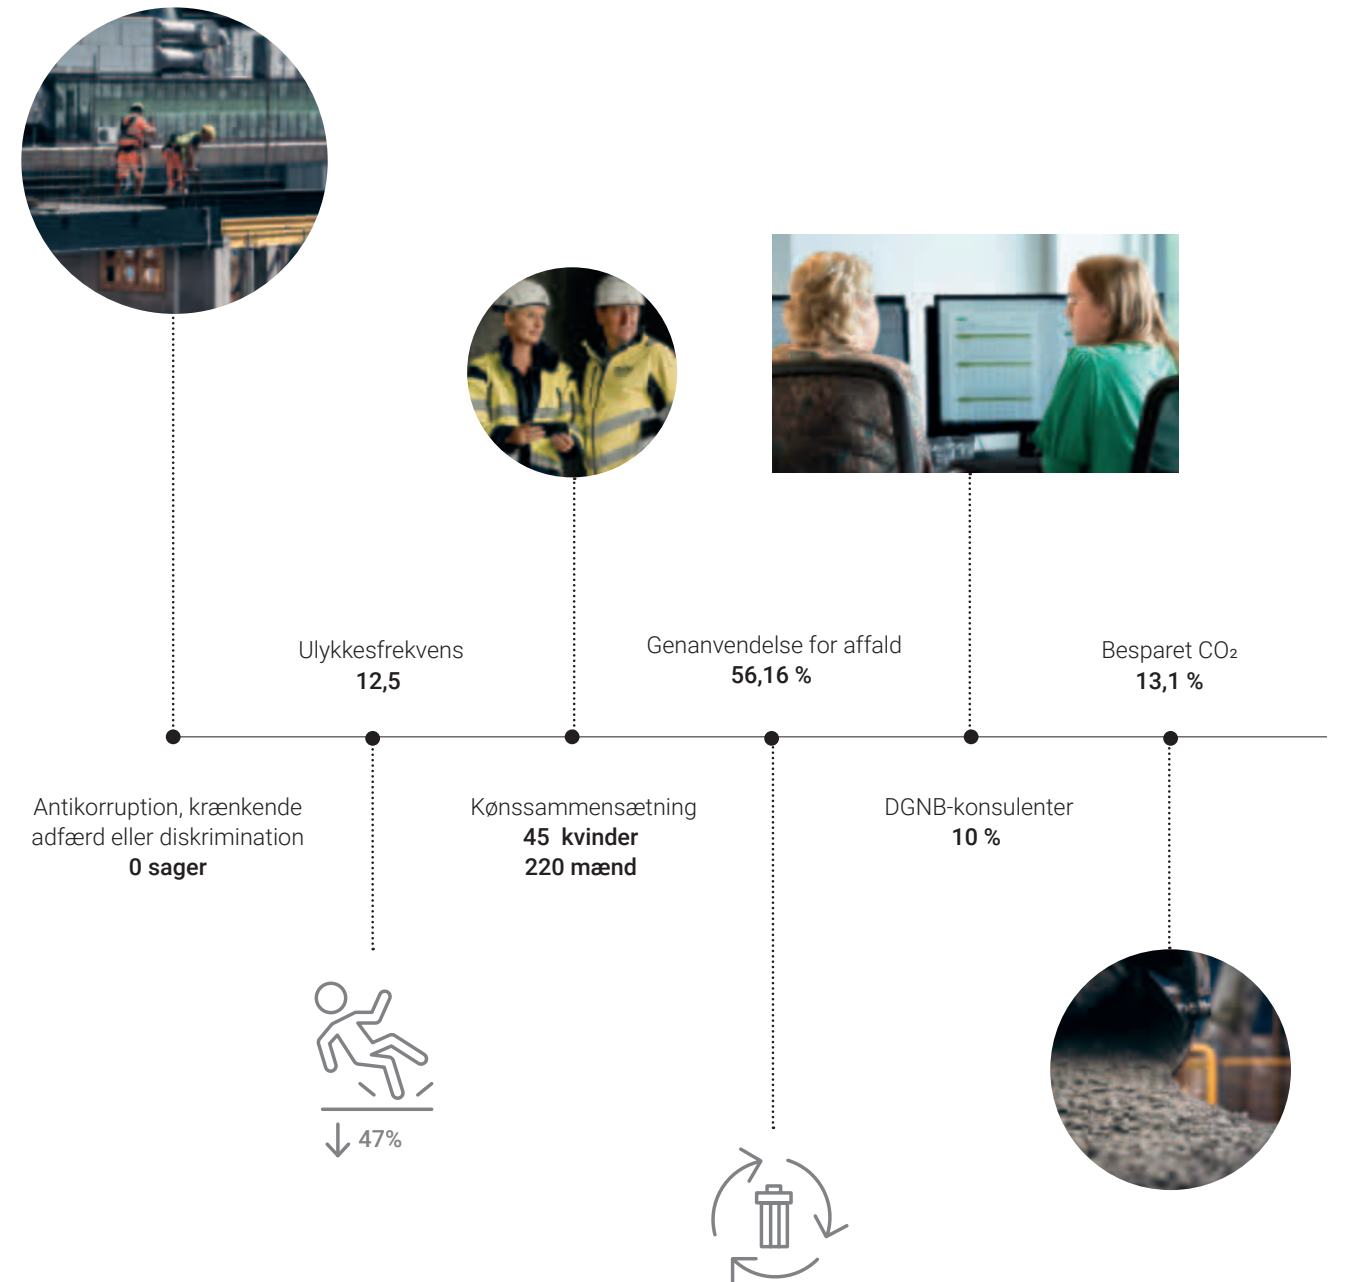 Ulykkesfrekvens
12,5
Genanvendelse for affald
56,16 %
Besparet CO₂
13,1 %
Antikorruption, krænkende
adfærd eller diskrimination
0 sager
Kønssammensætning
45 kvinder
220 mænd
DGNB-konsulenter
10 %
47%